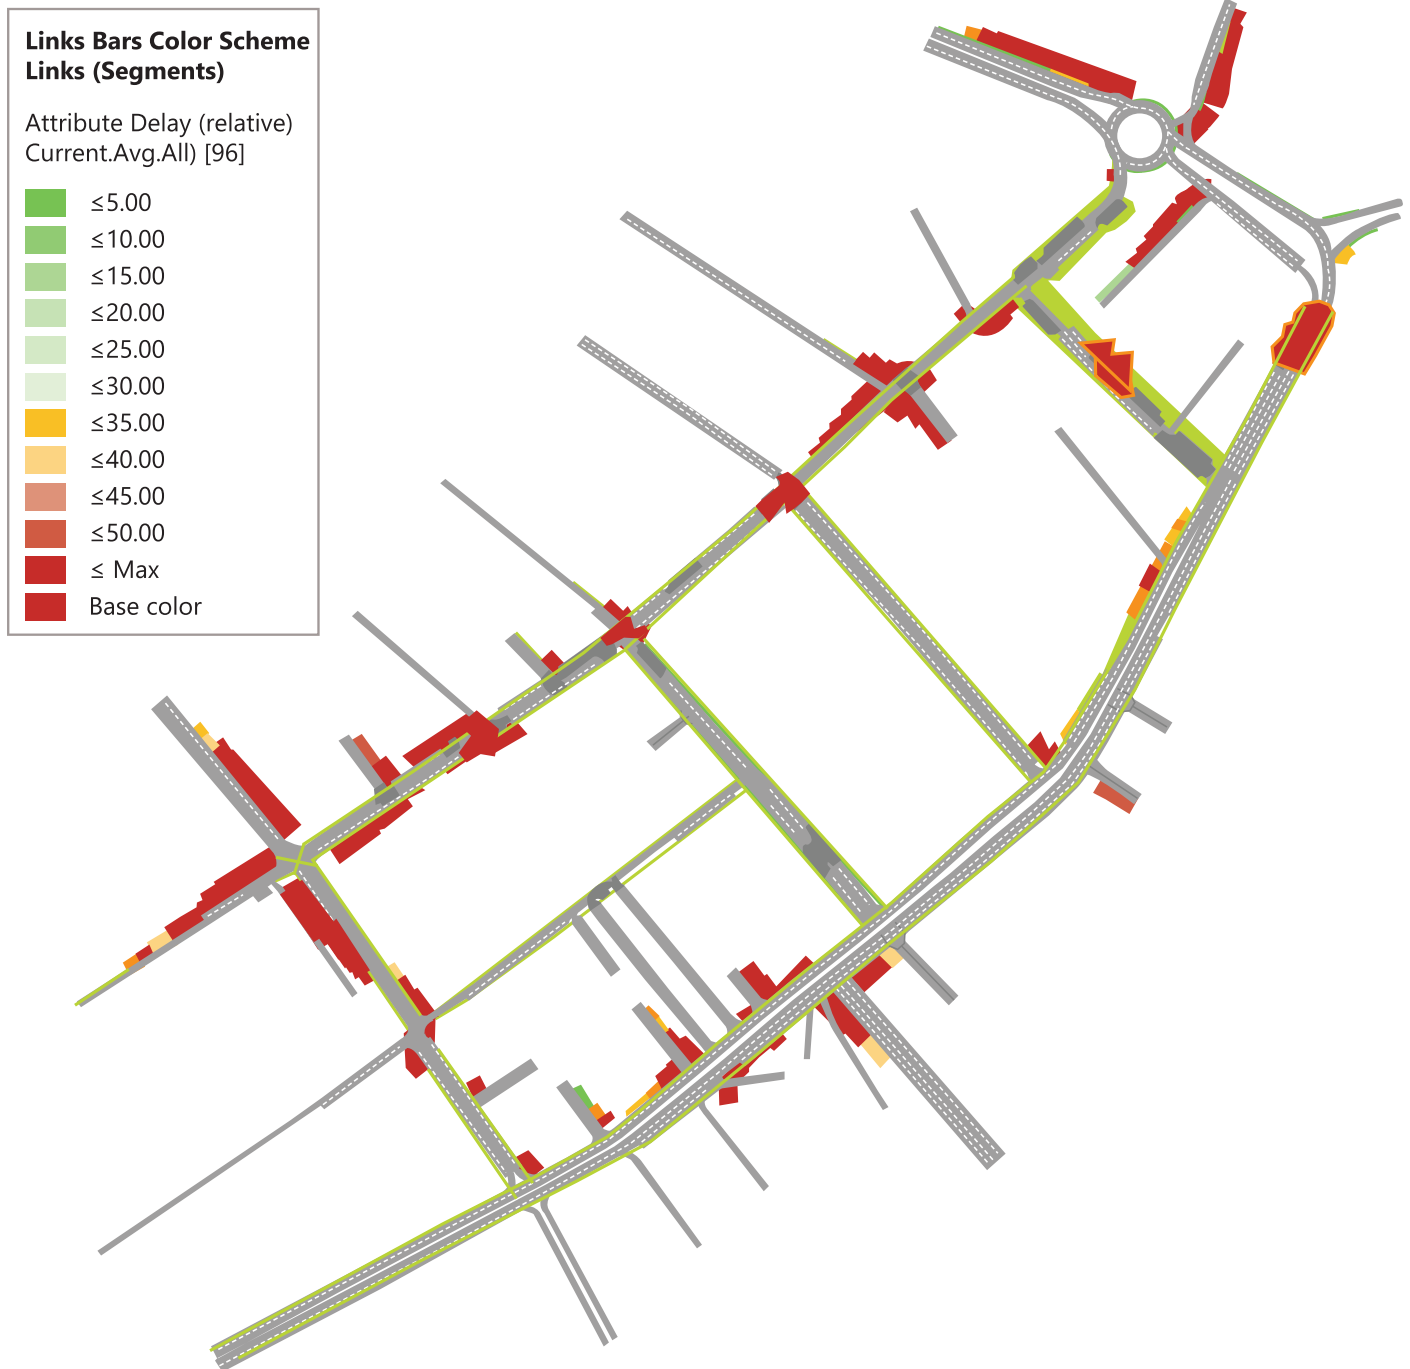 Links Bars Color Scheme
Links (Segments)
Attribute Delay (relative)
Current.Avg.All) [96]
≤5.00
≤10.00
≤15.00
≤20.00
≤25.00
≤30.00
≤35.00
≤40.00
≤45.00
≤50.00
≤ Max
Base color